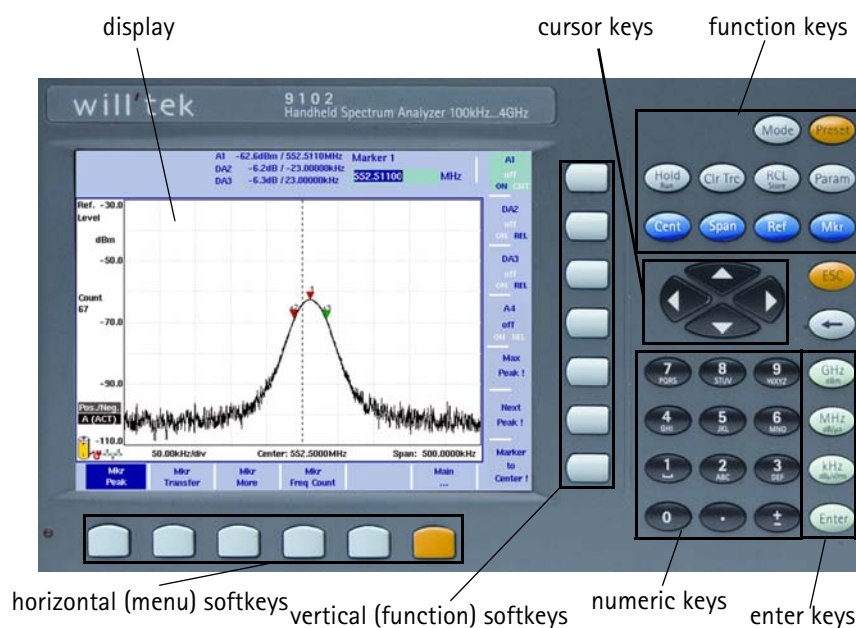 display
cursor keys
function keys
will'tek
9102
Handheld Spectrum Analyzer 100kHz...4GHz
A1 -62.6dBm / 552.5110MHz Marker 1
DA2 -6.2dB / -23.00000kHz 552.51100 MHz
DA3 -6.3dB / 23.00000kHz
A1
off
ON CNT
DA2
off
ON REL
DA3
off
ON REL
A4
off
ON REL
Max
Peak !
Next
Peak !
Marker
to
Center !
Ref. -30.0
Level
dBm
-50.0
Count
67
-70.0
-90.0
Pos./Neg.
A (ACT)
-110.0
1
50.00kHz/div Center: 552.5000MHz Span: 500.0000kHz
Mkr
Peak
Mkr
Transfer
Mkr
More
Mkr
Freq Count
Main
...
Mode Preset
Hold
Run
Clr Trc
RCL
Store
Param
Cent Span Ref Mkr
ESC
7
PQRS
8
STUV
9
WXYZ
GHz
dBm
4
GHI
5
JKL
6
MNO
MHz
dB/µs
1
2
ABC
3
DEF
kHz
0 . ±
Enter
horizontal (menu) softkeys
vertical (function) softkeys
numeric keys
enter keys